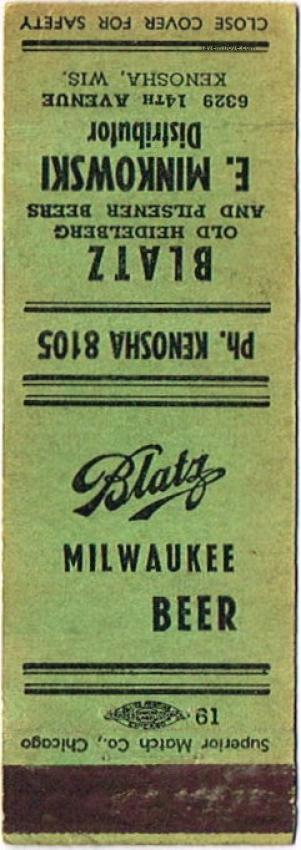 Blatz
MILWAUKEE
BEER
Ph. KENOSHA 8105
BLATZ
OLD HEIDELBERG
AND PILSENER BEERS
E. MINKOWSKI
Distributor
6329 14TH AVENUE
KENOSHA, WIS.
CLOSE COVER FOR SAFETY
Superior Match Co., Chicago
19